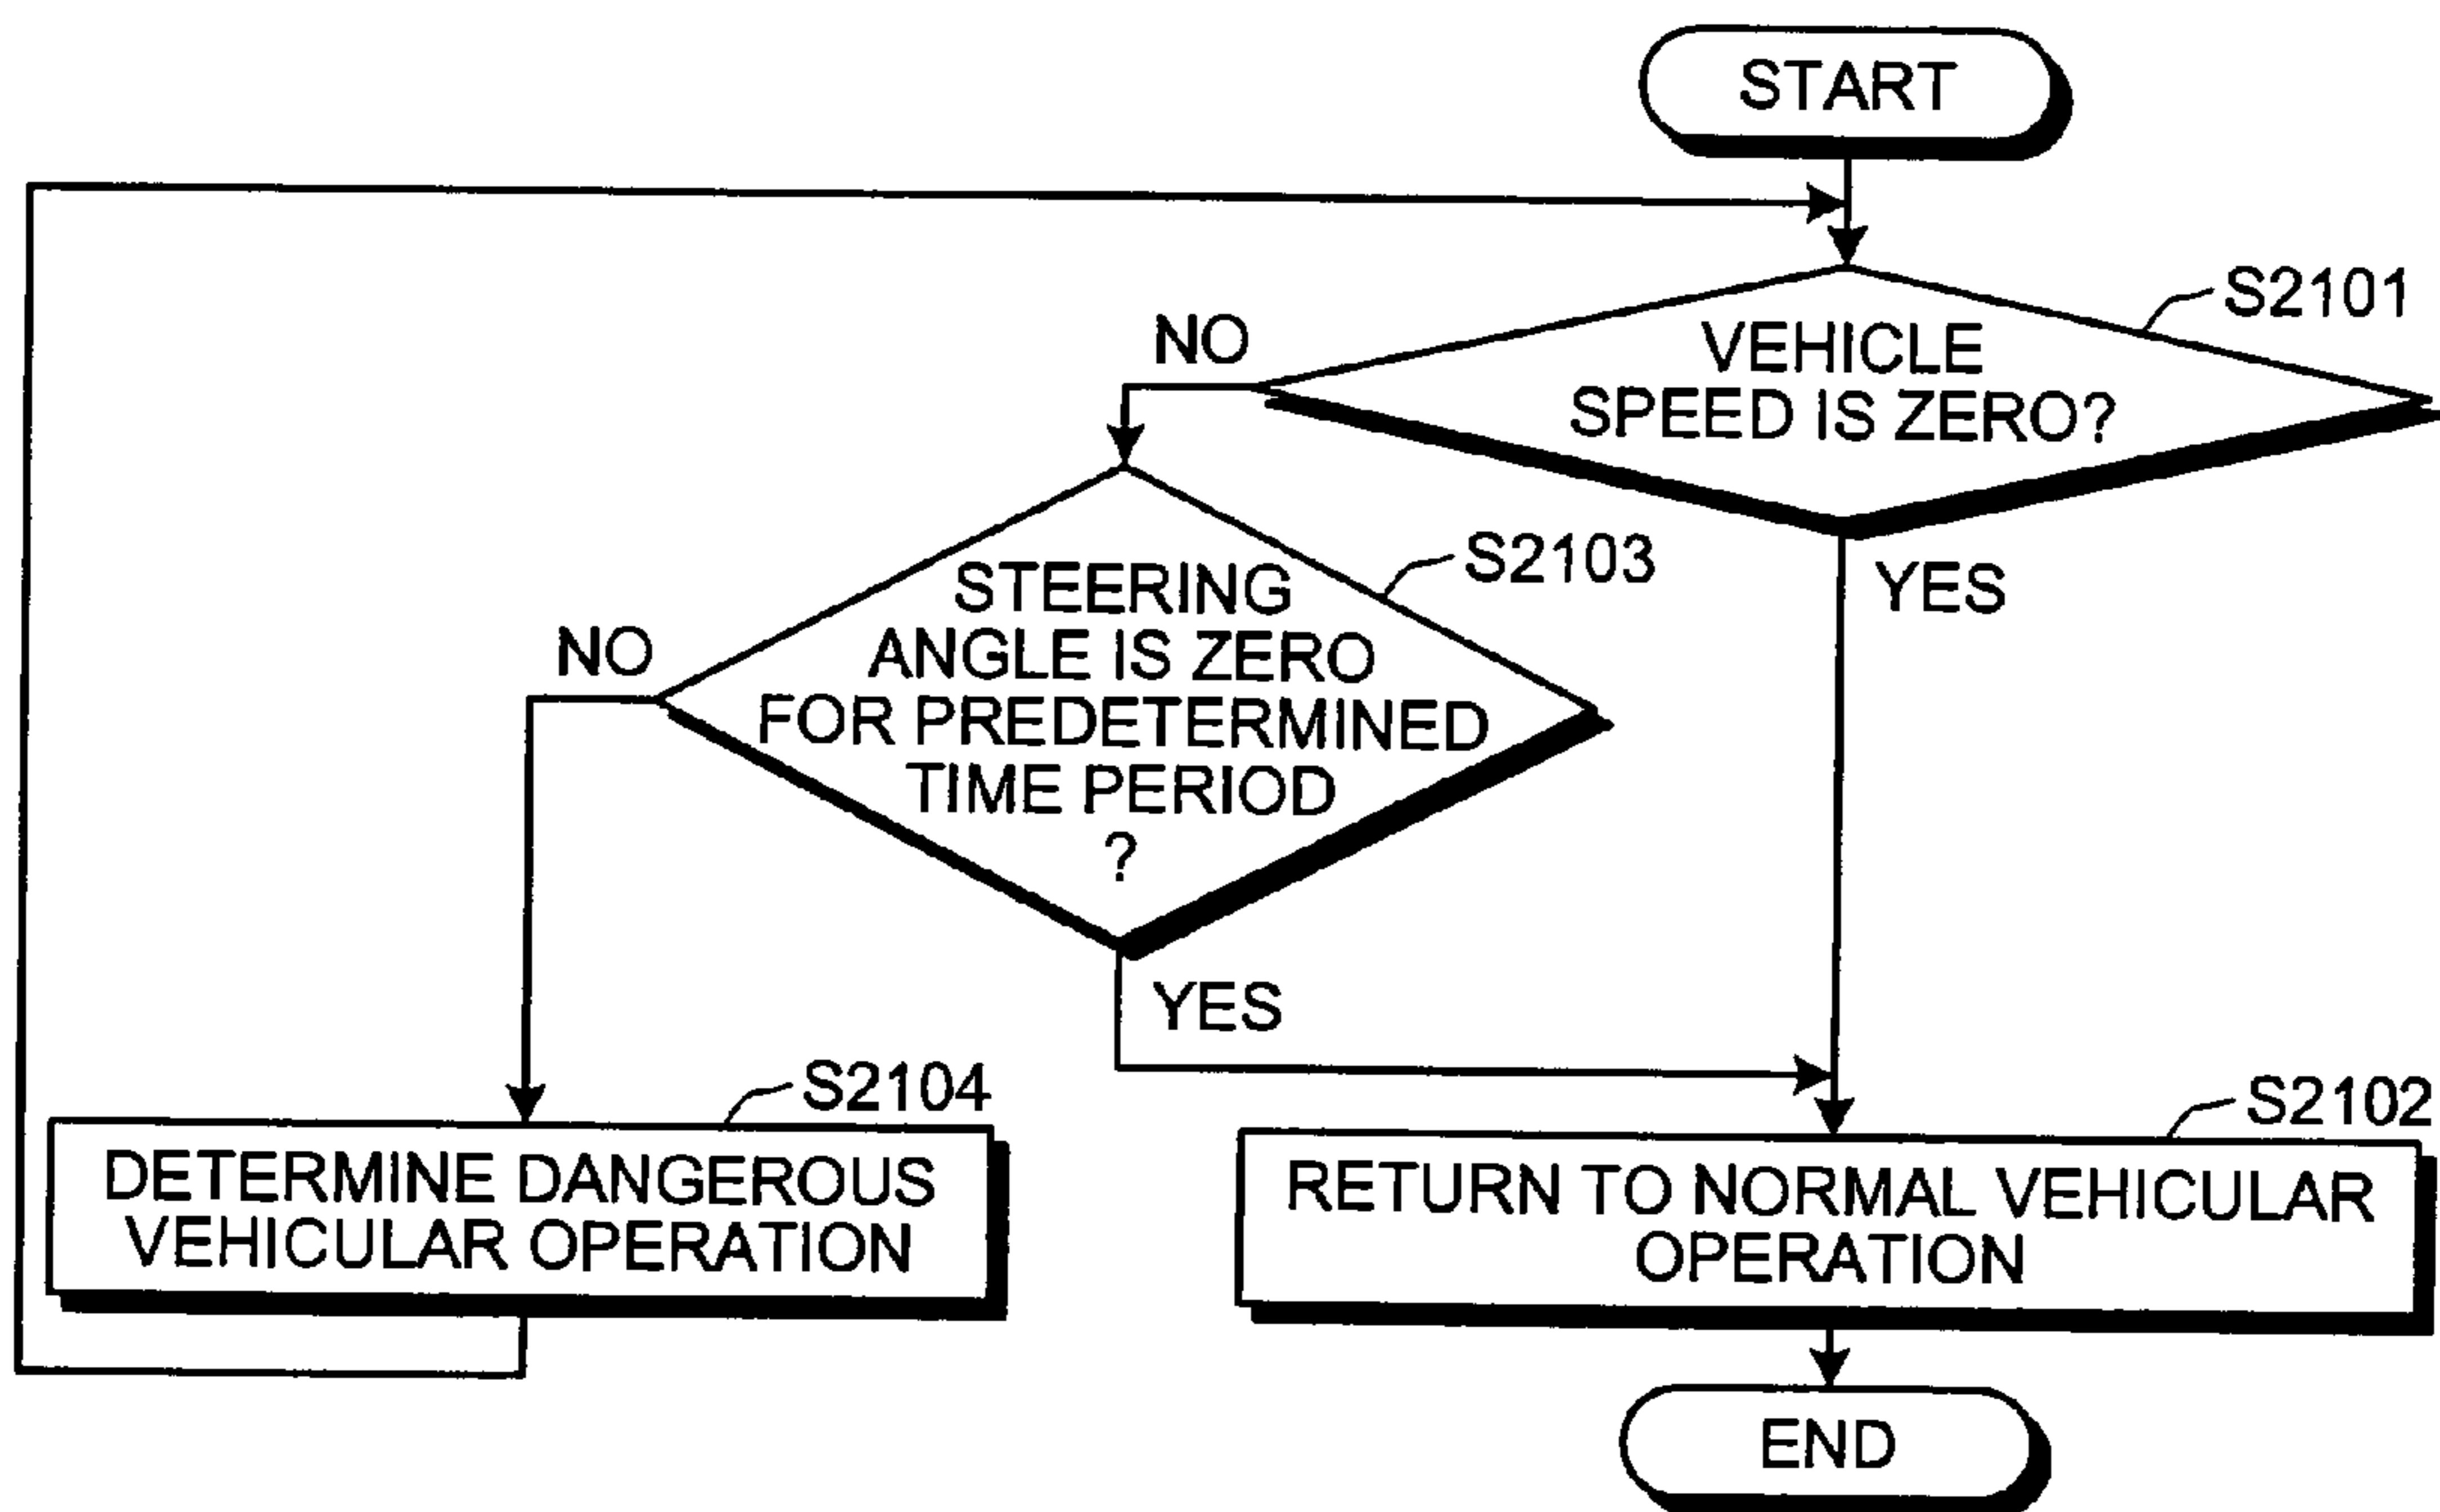 START
S2101
VEHICLE
SPEED IS ZERO?
NO
YES
S2103
STEERING
ANGLE IS ZERO
FOR PREDETERMINED
TIME PERIOD
?
NO
YES
S2104
DETERMINE DANGEROUS
VEHICULAR OPERATION
S2102
RETURN TO NORMAL VEHICULAR
OPERATION
END